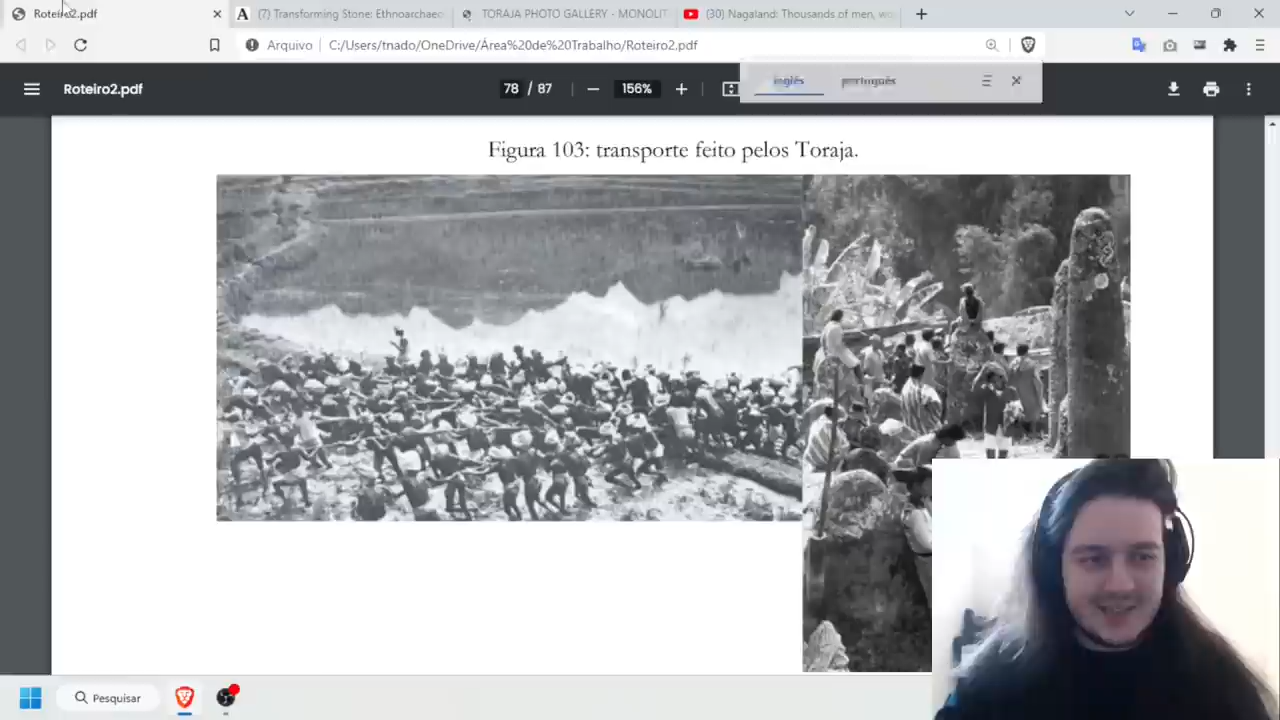 Roteiro2.pdf
(7) Transforming Stone: Ethnoarchaeo
TORAJA PHOTO GALLERY - MONOLIT
(30) Nagaland: Thousands of men, wo
Arquivo
C:/Users/tnado/OneDrive/Área%20de%20Trabalho/Roteiro2.pdf
Roteiro2.pdf
78 / 87
156%
inglês
português
Figura 103: transporte feito pelos Toraja.
Pesquisar